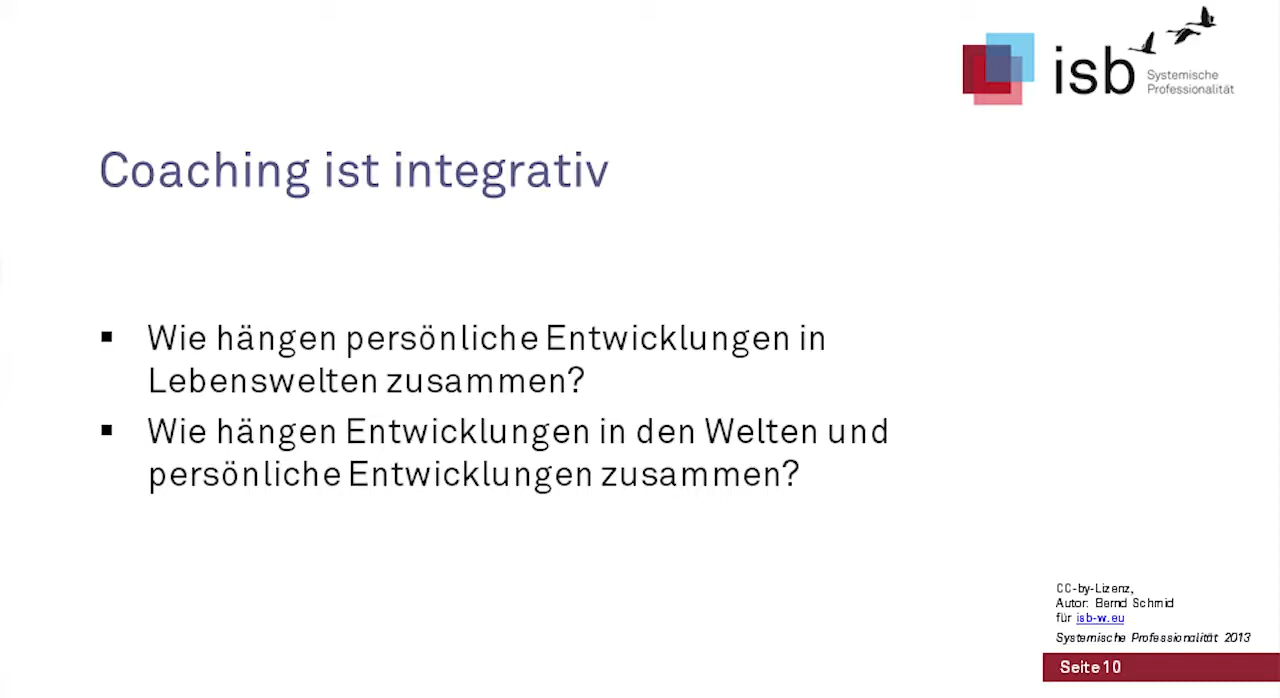 isb
Systemische
Professionalität
Coaching ist integrativ
▪ Wie hängen persönliche Entwicklungen in
Lebenswelten zusammen?
▪ Wie hängen Entwicklungen in den Welten und
persönliche Entwicklungen zusammen?
CC-by-Lizenz,
Autor: Bernd Schmid
für isb-w.eu
Systemische Professionalität 2013
Seite 10